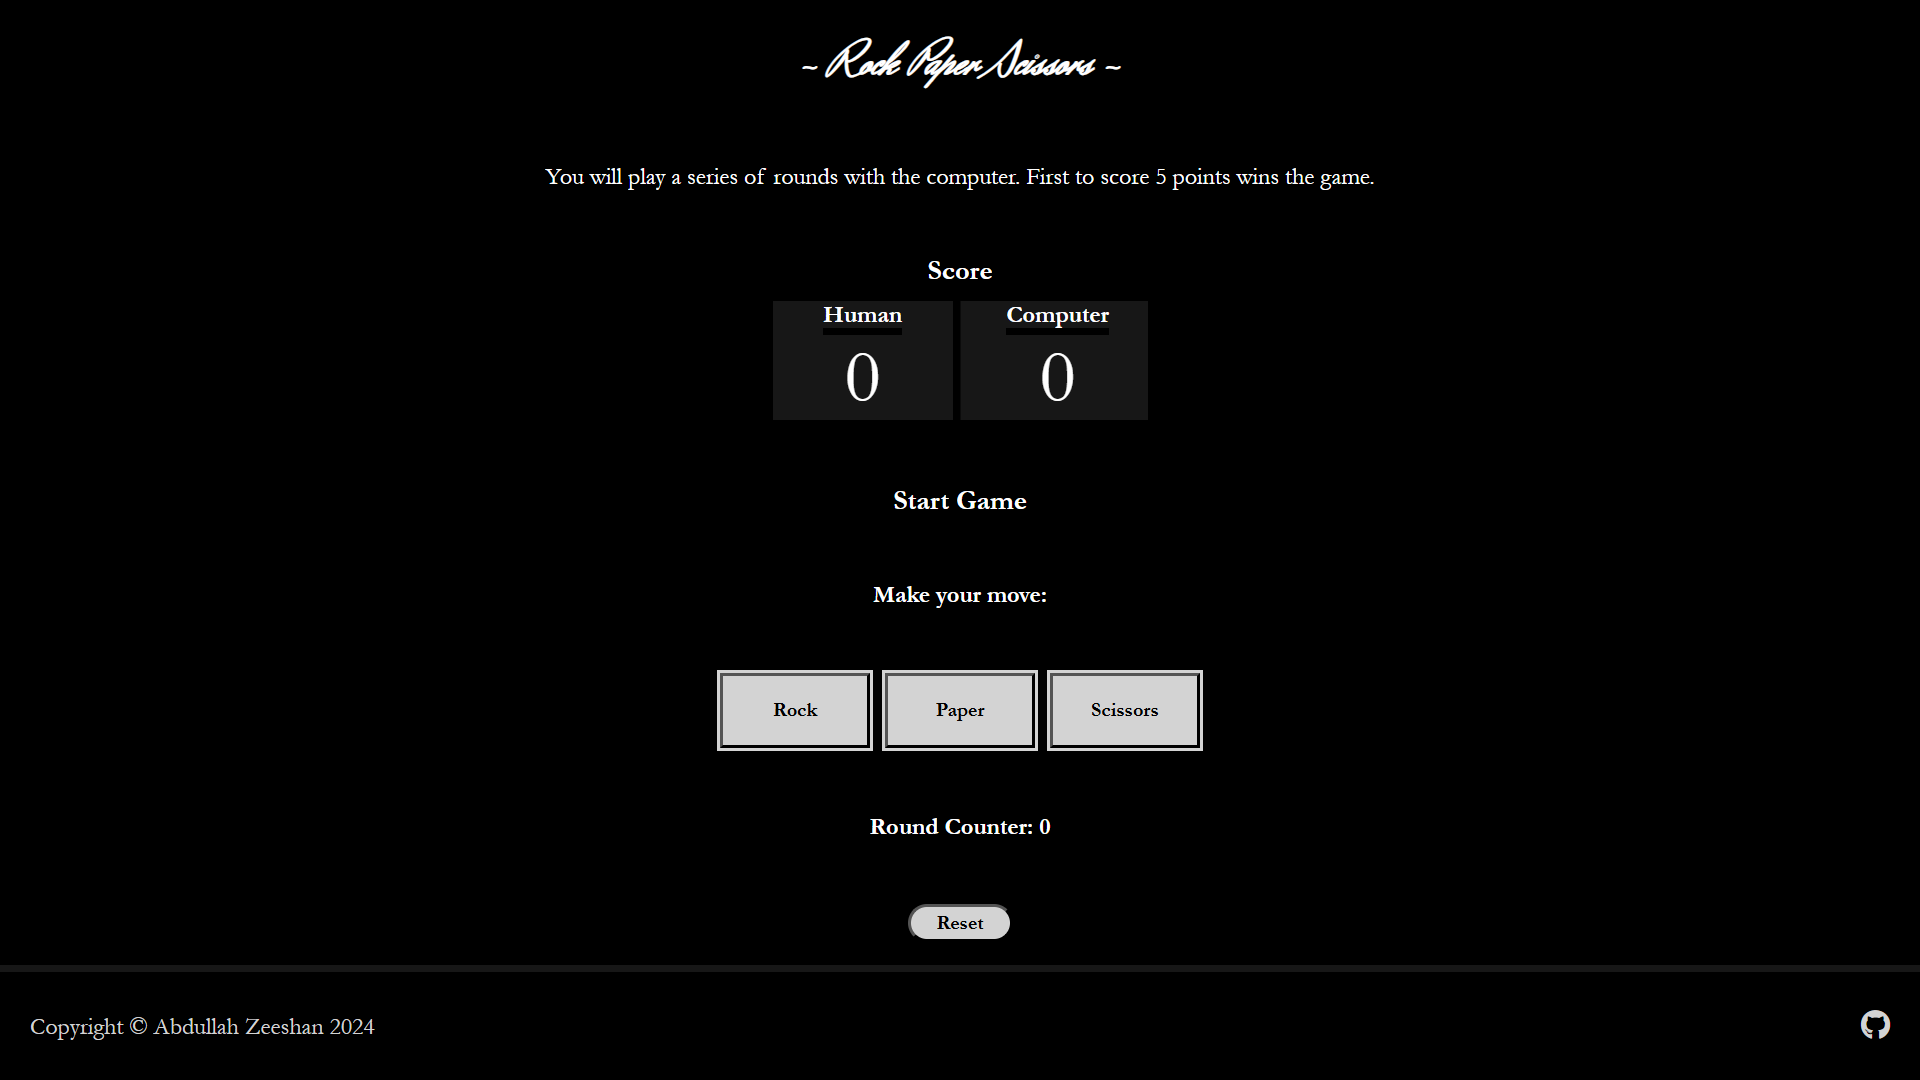 ~ Rock Paper Scissors ~
You will play a series of rounds with the computer. First to score 5 points wins the game.
Score
Human Computer
0 0
Start Game
Make your move:
Rock Paper Scissors
Round Counter: 0
Reset
Copyright © Abdullah Zeeshan 2024